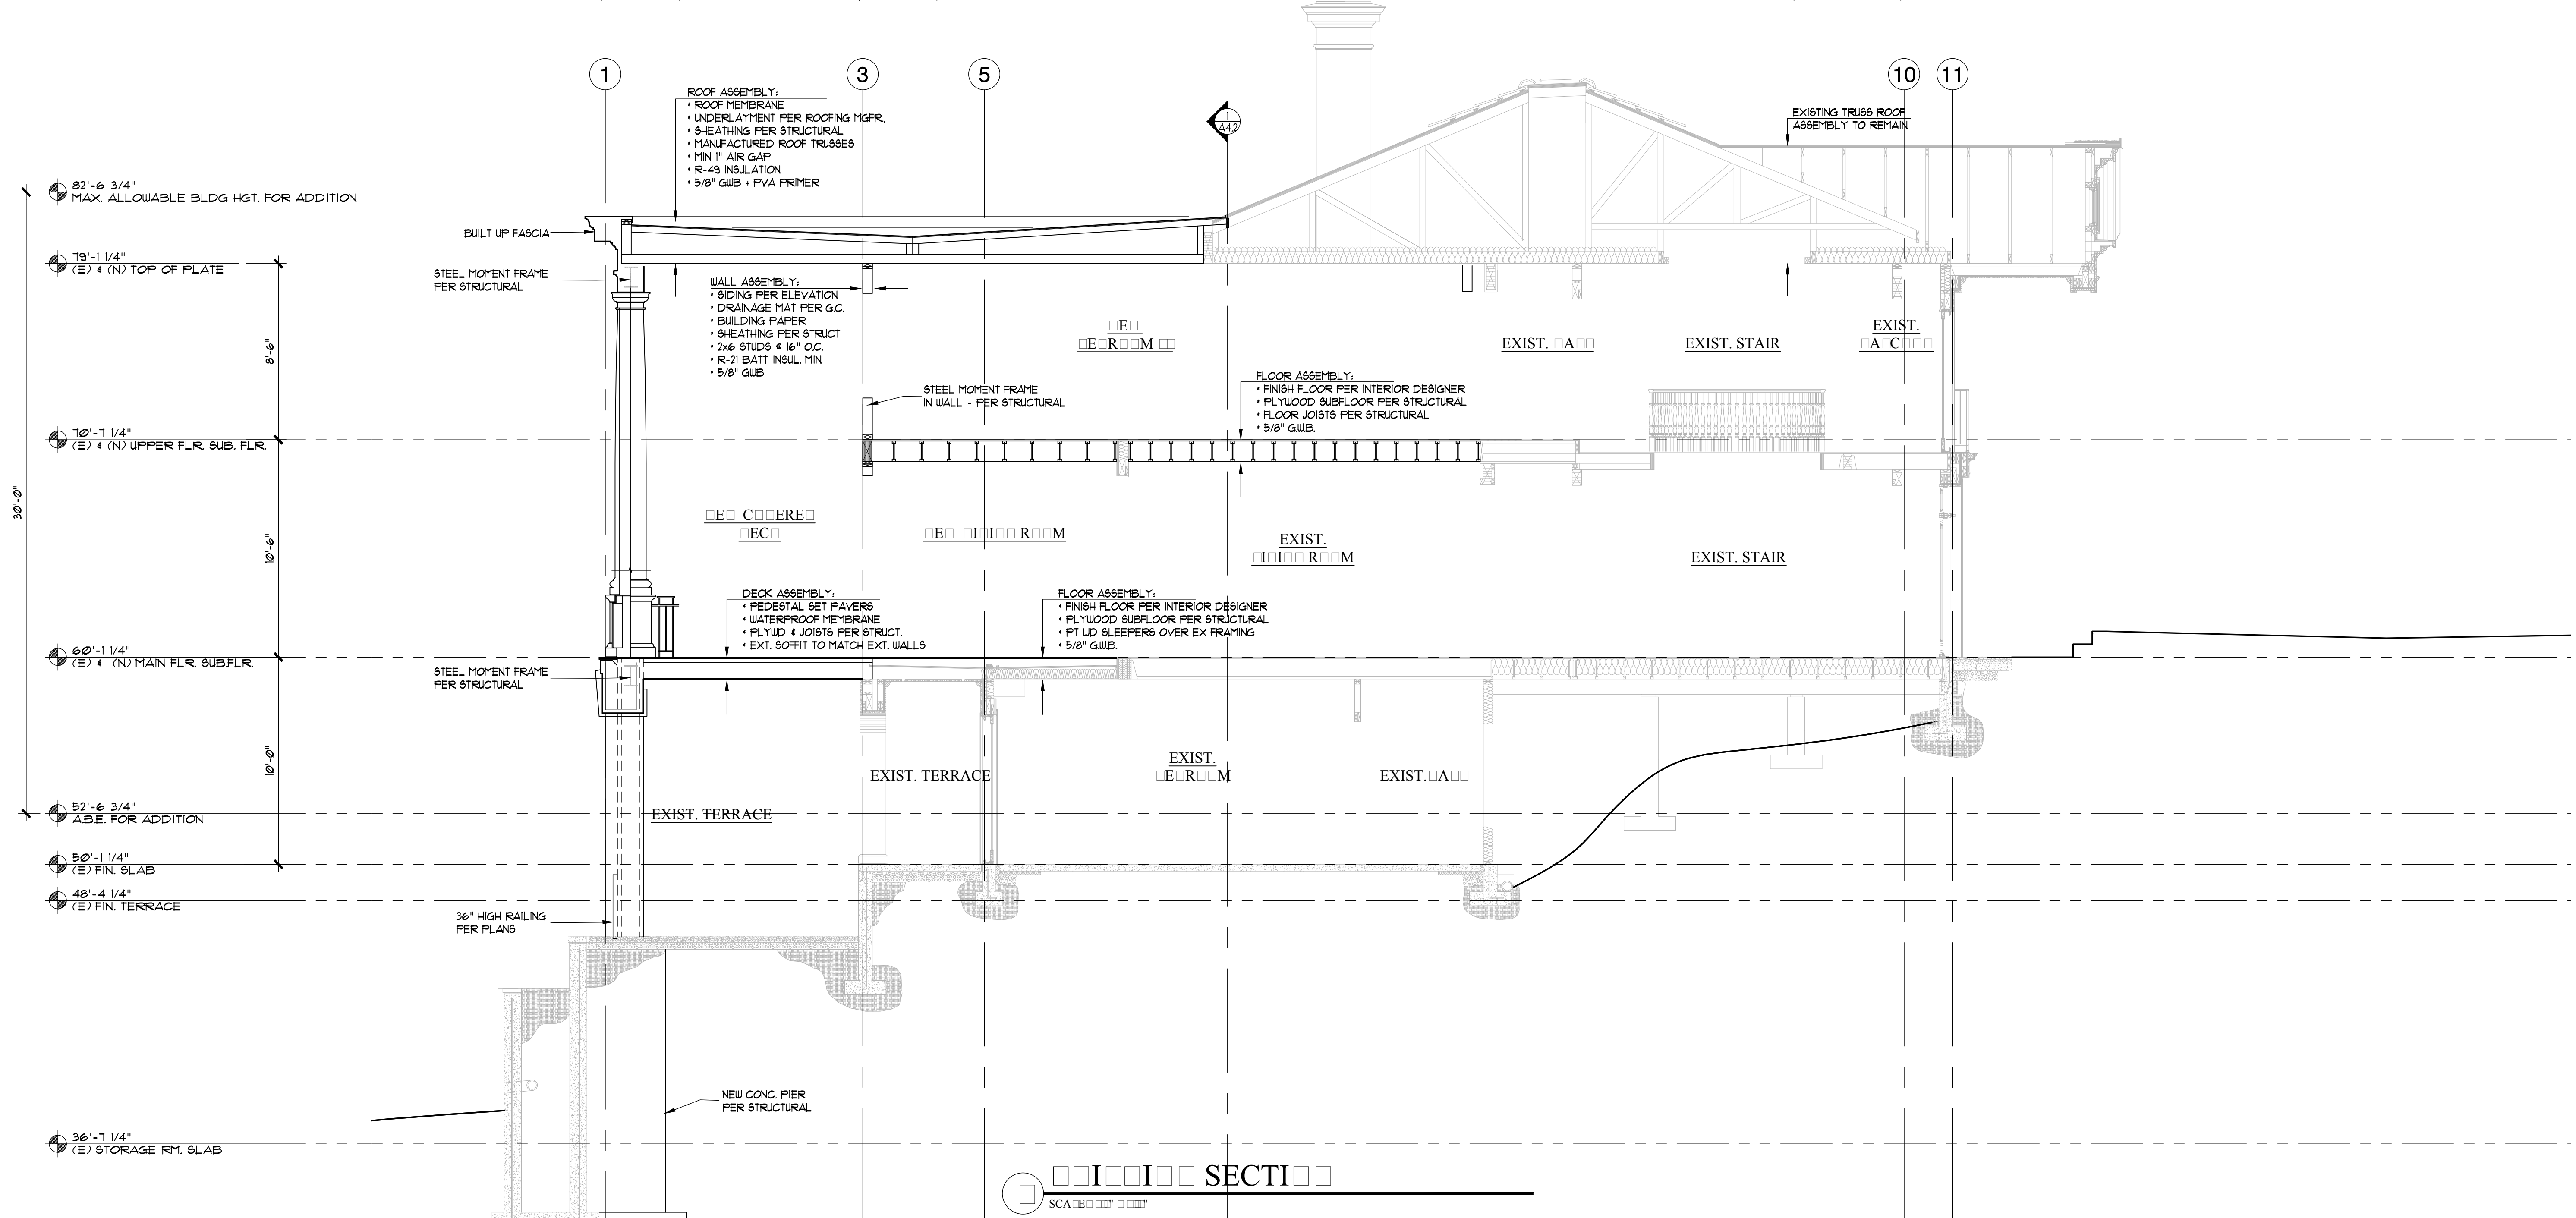 1
3
5
10
11
ROOF ASSEMBLY:
• ROOF MEMBRANE
• UNDERLAYMENT PER ROOFING MGFR,
• SHEATHING PER STRUCTURAL
• MANUFACTURED ROOF TRUSSES
• MIN 1" AIR GAP
• R-49 INSULATION
• 5/8" GWB + PVA PRIMER
1
A4.2
EXISTING TRUSS ROOF
ASSEMBLY TO REMAIN
82'-6 3/4"
MAX. ALLOWABLE BLDG HGT. FOR ADDITION
BUILT UP FASCIA
79'-1 1/4"
(E) & (N) TOP OF PLATE
STEEL MOMENT FRAME
PER STRUCTURAL
WALL ASSEMBLY:
• SIDING PER ELEVATION
• DRAINAGE MAT PER G.C.
• BUILDING PAPER
• SHEATHING PER STRUCT
• 2x6 STUDS @ 16" O.C.
• R-21 BATT INSUL. MIN
• 5/8" GWB
8'-6"
EXIST.
EXIST. STAIR
EXIST.
STEEL MOMENT FRAME
IN WALL - PER STRUCTURAL
FLOOR ASSEMBLY:
• FINISH FLOOR PER INTERIOR DESIGNER
• PLYWOOD SUBFLOOR PER STRUCTURAL
• FLOOR JOISTS PER STRUCTURAL
• 5/8" G.W.B.
70'-7 1/4"
(E) & (N) UPPER FLR. SUB. FLR.
30'-0"
10'-6"
EXIST.
EXIST. STAIR
DECK ASSEMBLY:
• PEDESTAL SET PAVERS
• WATERPROOF MEMBRANE
• PLYWD & JOISTS PER STRUCT.
• EXT. SOFFIT TO MATCH EXT. WALLS
FLOOR ASSEMBLY:
• FINISH FLOOR PER INTERIOR DESIGNER
• PLYWOOD SUBFLOOR PER STRUCTURAL
• PT WD SLEEPERS OVER EX FRAMING
• 5/8" G.W.B.
60'-1 1/4"
(E) & (N) MAIN FLR. SUBFLR.
STEEL MOMENT FRAME
PER STRUCTURAL
10'-0"
EXIST. TERRACE
EXIST.
EXIST.
EXIST. TERRACE
52'-6 3/4"
A.B.E. FOR ADDITION
50'-1 1/4"
(E) FIN. SLAB
48'-4 1/4"
(E) FIN. TERRACE
36" HIGH RAILING
PER PLANS
NEW CONC. PIER
PER STRUCTURAL
36'-7 1/4"
(E) STORAGE RM. SLAB